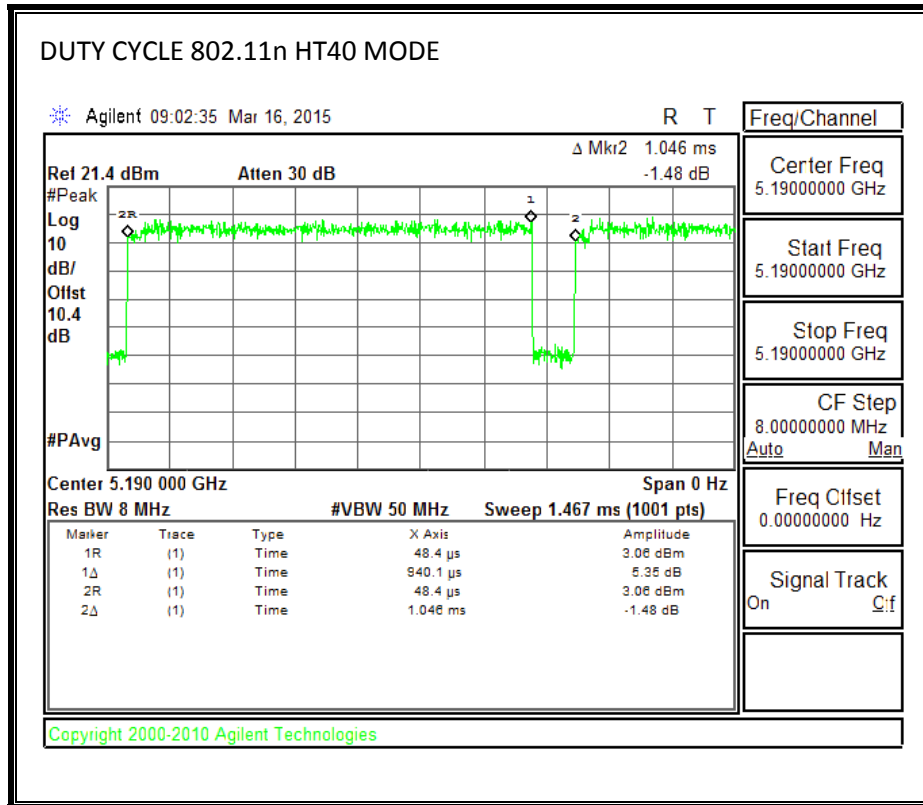 DUTY CYCLE 802.11n HT40 MODE
Agilent 09:02:35 Mar 16, 2015 R T
Freq/Channel
Δ Mkr2 1.046 ms
Ref 21.4 dBm Atten 30 dB -1.48 dB
#Peak
Log
10
dB/
Offst
10.4
dB
#PAvg
2R
1
2
Center 5.190 000 GHz Span 0 Hz
Res BW 8 MHz #VBW 50 MHz Sweep 1.467 ms (1001 pts)
Marker Trace Type X Axis Amplitude
1R (1) Time 48.4 µs 3.06 dBm
1Δ (1) Time 940.1 µs 5.35 dB
2R (1) Time 48.4 µs 3.06 dBm
2Δ (1) Time 1.046 ms -1.48 dB
Center Freq
5.19000000 GHz
Start Freq
5.19000000 GHz
Stop Freq
5.19000000 GHz
CF Step
8.00000000 MHz
Auto Man
Freq Offset
0.00000000 Hz
Signal Track
On Off
Copyright 2000-2010 Agilent Technologies